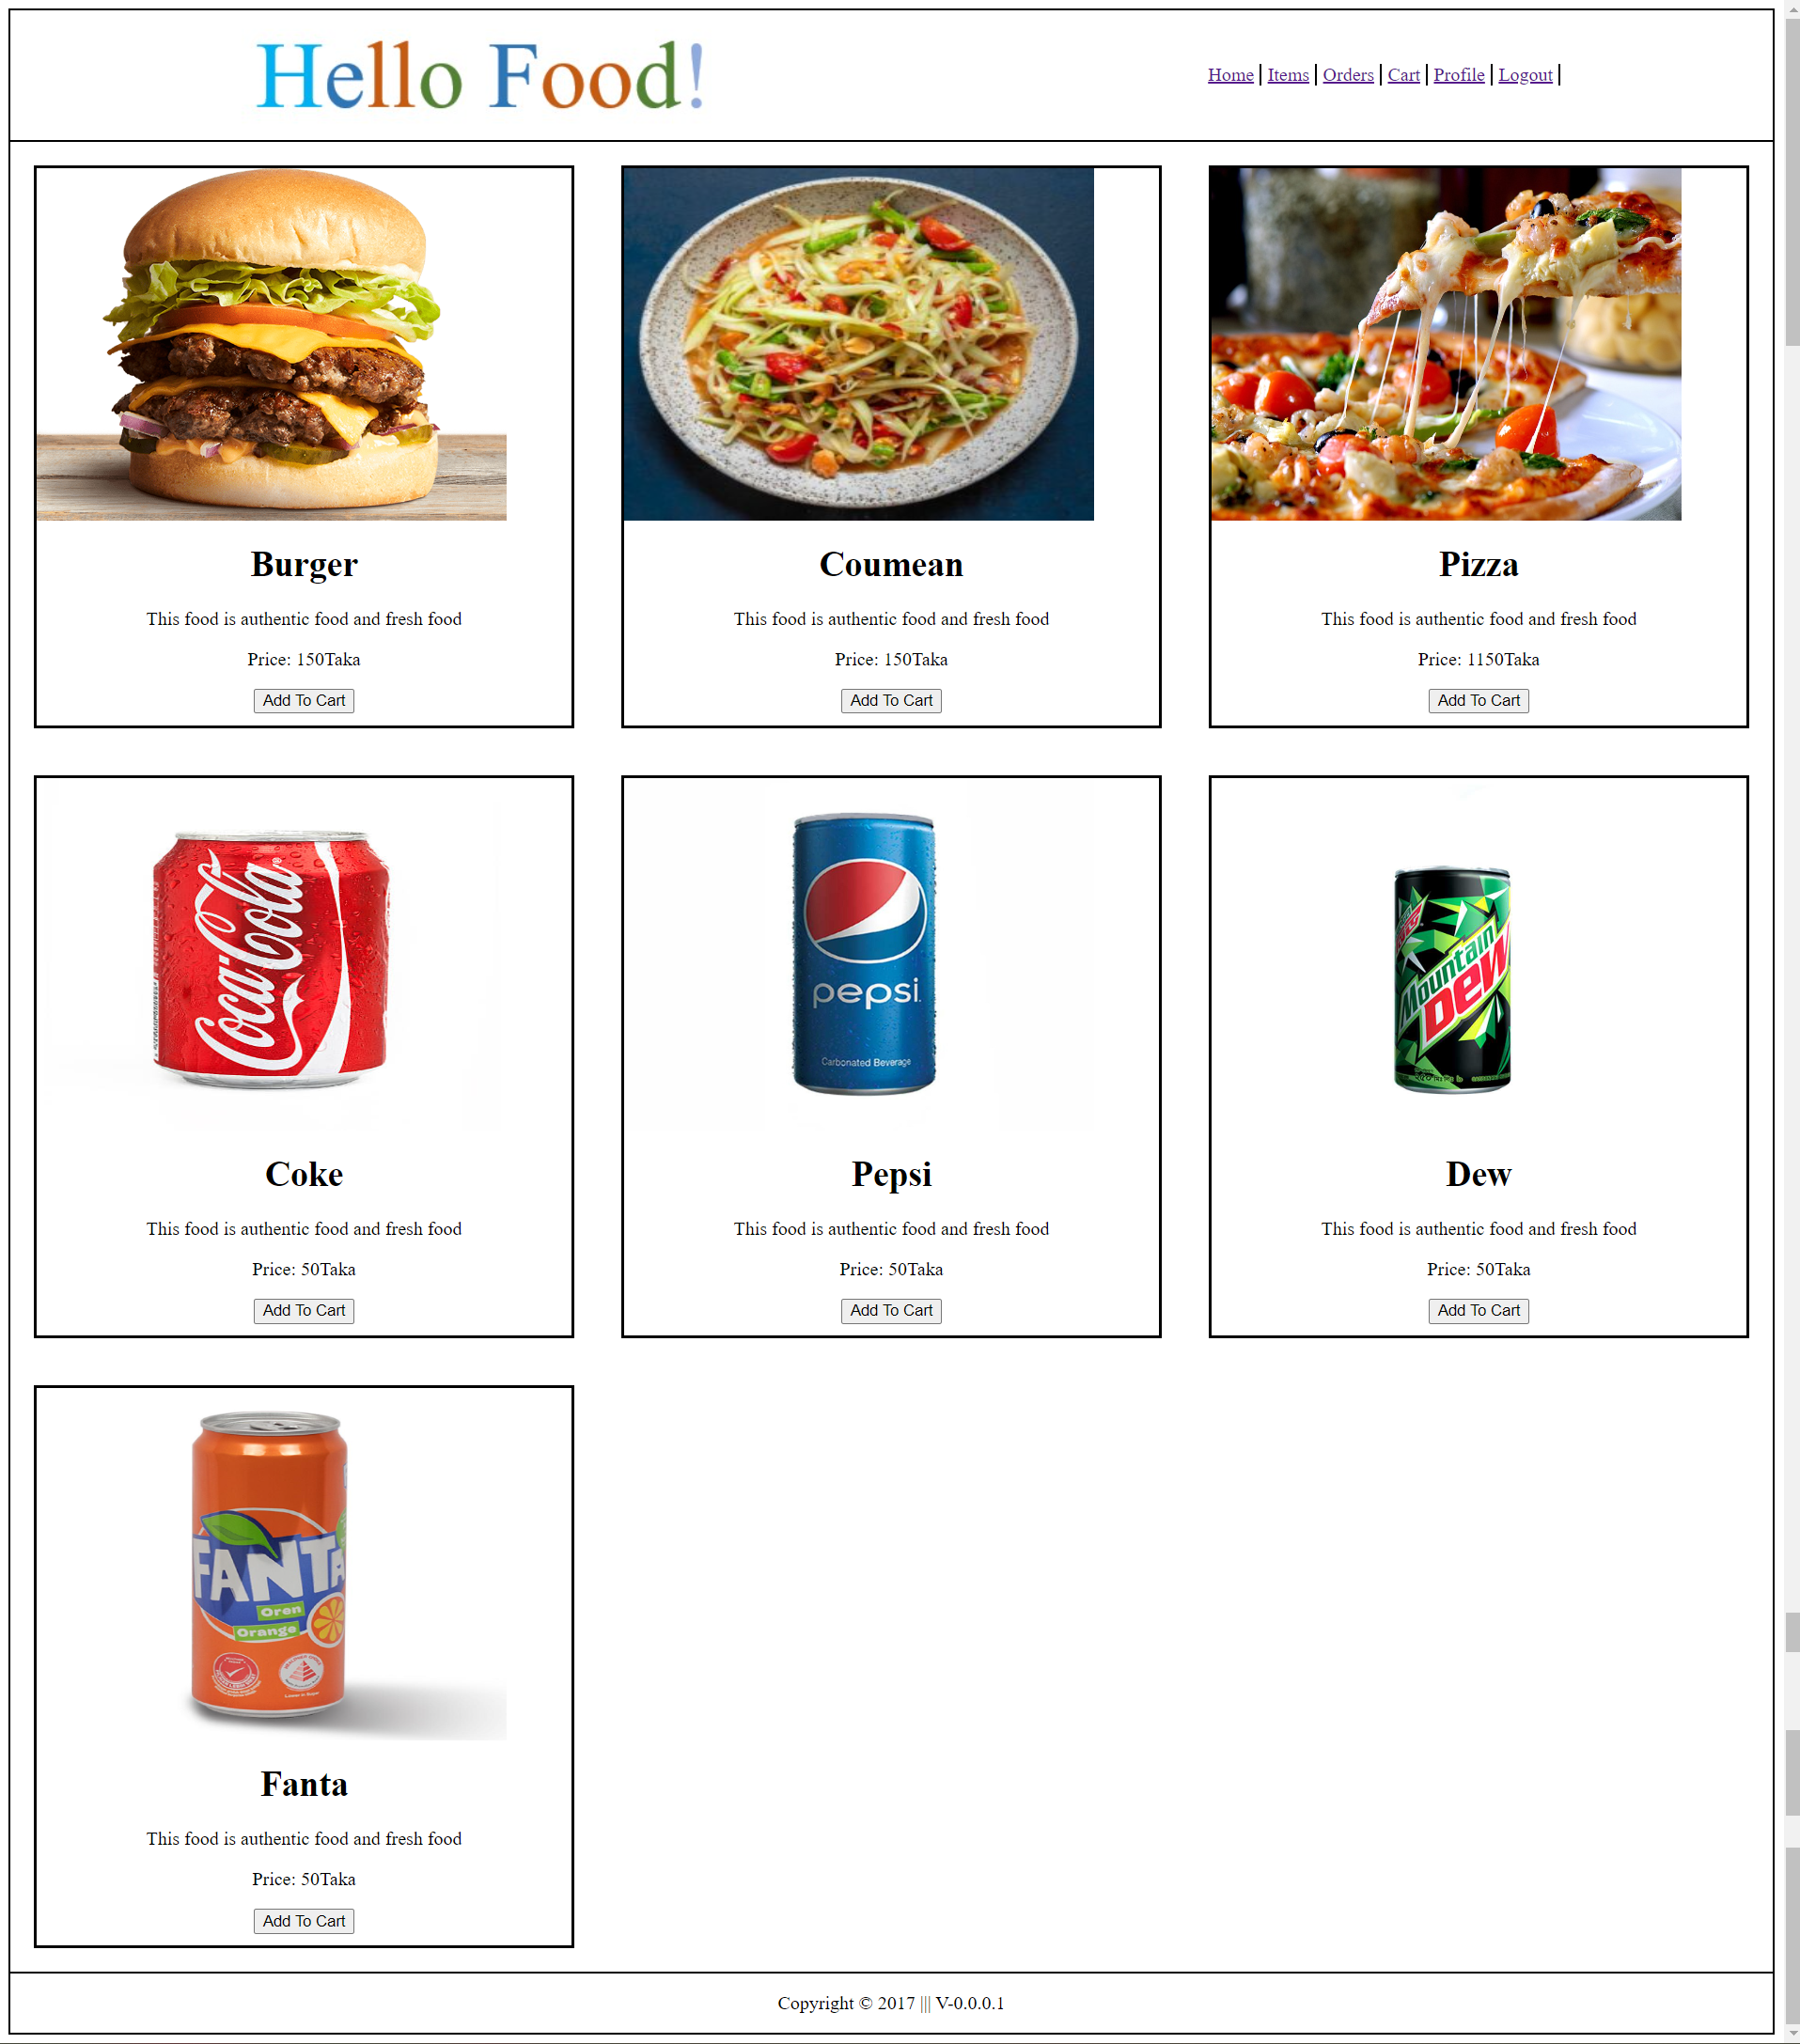 Hello Food!
Home | Items | Orders | Cart | Profile | Logout |
Burger
This food is authentic food and fresh food
Price: 150Taka
Add To Cart
Coumean
This food is authentic food and fresh food
Price: 150Taka
Add To Cart
Pizza
This food is authentic food and fresh food
Price: 1150Taka
Add To Cart
Coca-Cola
Coke
This food is authentic food and fresh food
Price: 50Taka
Add To Cart
pepsi
Carbonated Beverage
Pepsi
This food is authentic food and fresh food
Price: 50Taka
Add To Cart
Mountain
Dew
Dew
This food is authentic food and fresh food
Price: 50Taka
Add To Cart
FANTA
Oren
Orange
Fanta
This food is authentic food and fresh food
Price: 50Taka
Add To Cart
Copyright © 2017 ||| V-0.0.0.1